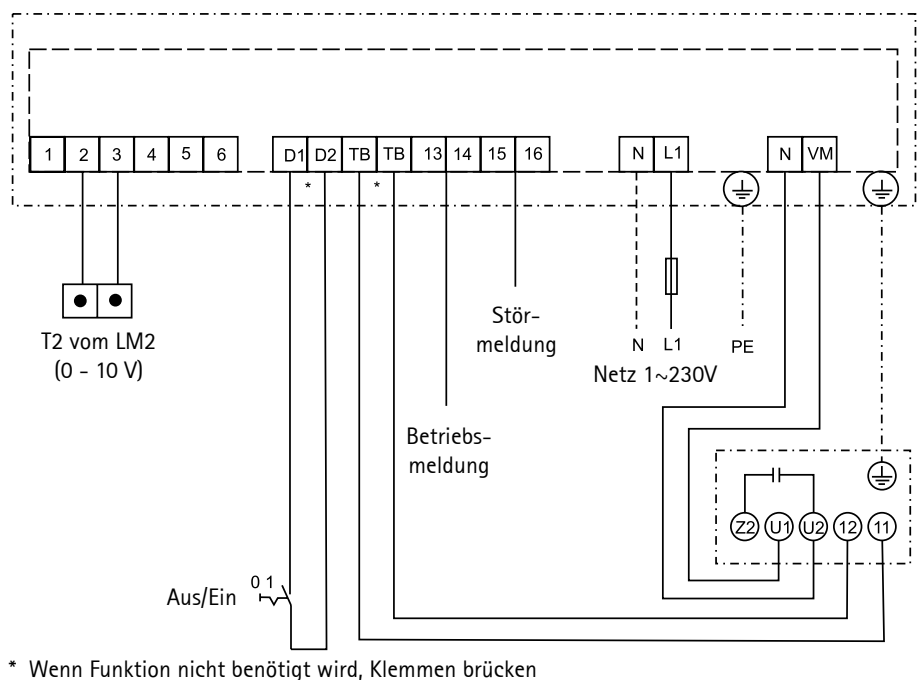 1 2 3 4 5 6 D1 D2 TB TB 13 14 15 16 N L1 N VM
* *
T2 vom LM2
(0 - 10 V)
Stör-
meldung
N L1 PE
Netz 1~230V
Betriebs-
meldung
Z2 U1 U2 12 11
0 1
Aus/Ein
* Wenn Funktion nicht benötigt wird, Klemmen brücken